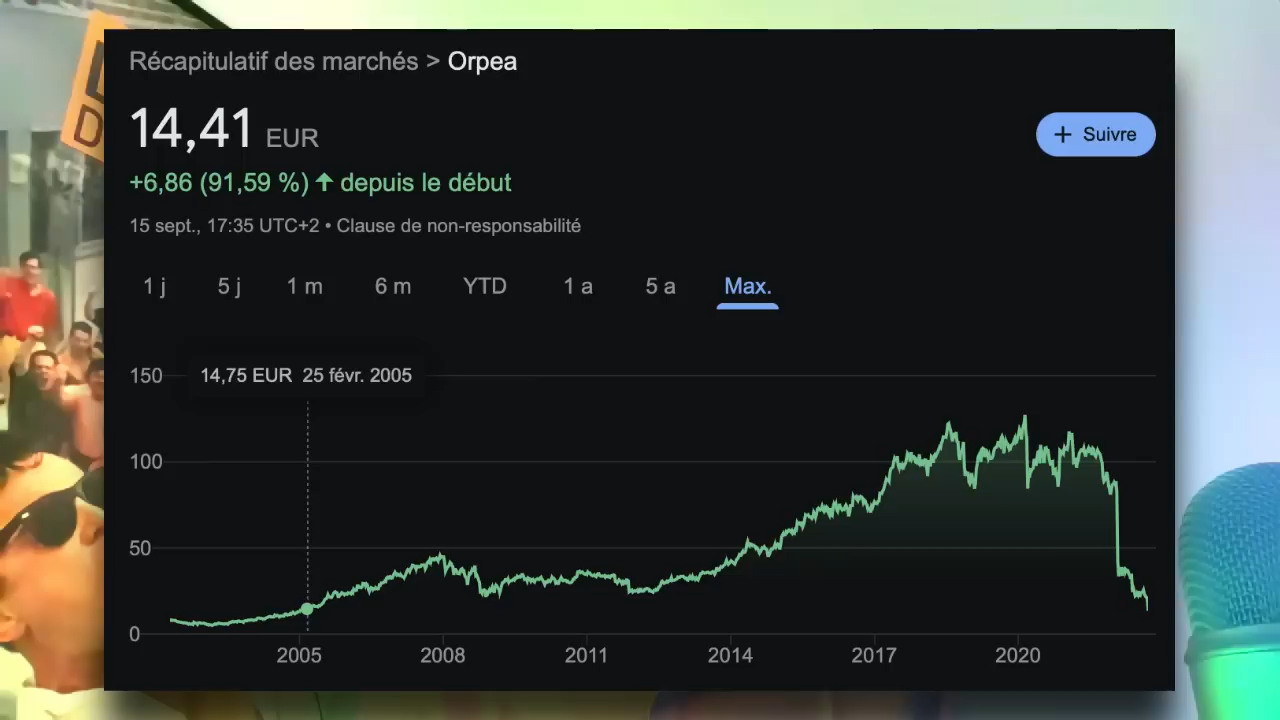 Récapitulatif des marchés > Orpea
14,41 EUR
+ Suivre
+6,86 (91,59 %) ↑ depuis le début
15 sept., 17:35 UTC+2 • Clause de non-responsabilité
1 j 5 j 1 m 6 m YTD 1 a 5 a Max.
150
14,75 EUR 25 févr. 2005
100
50
0
2005 2008 2011 2014 2017 2020